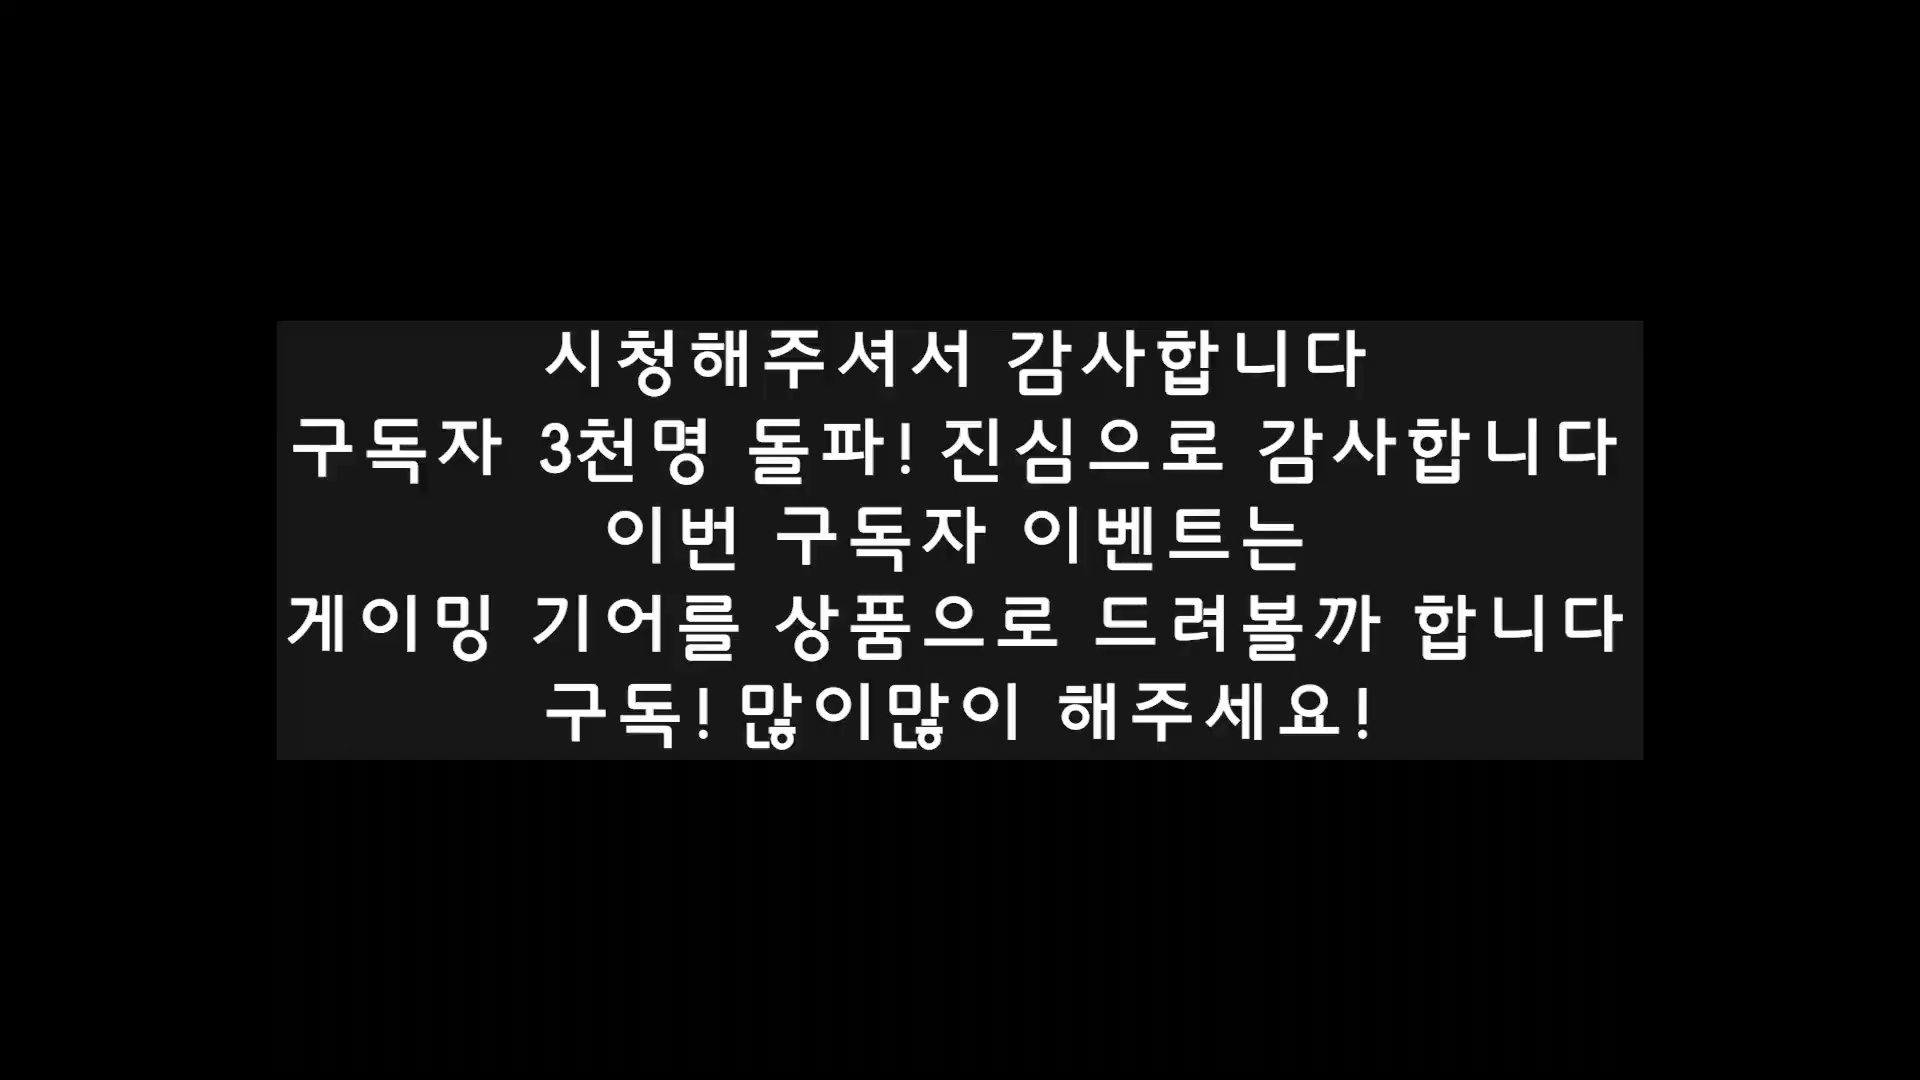 시청해주셔서 감사합니다
구독자 3천명 돌파! 진심으로 감사합니다
이번 구독자 이벤트는
게이밍 기어를 상품으로 드려볼까 합니다
구독! 많이많이 해주세요!